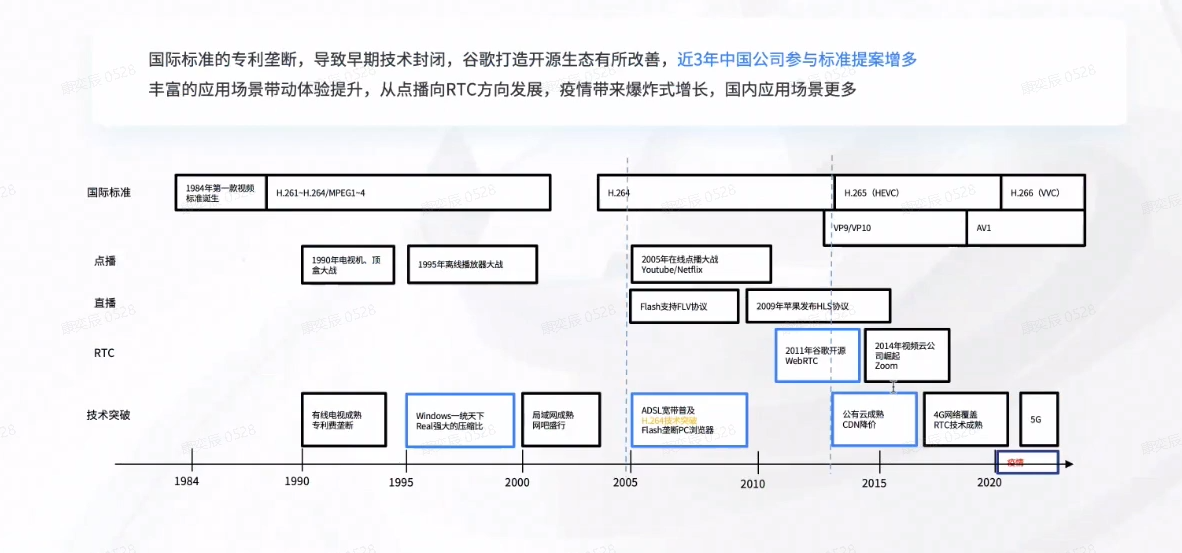 国际标准的专利垄断，导致早期技术封闭，谷歌打造开源生态有所改善，近3年中国公司参与标准提案增多
丰富的应用场景带动体验提升，从点播向RTC方向发展，疫情带来爆炸式增长，国内应用场景更多
国际标准
1984年第一款视频
标准诞生
H.261~H.264/MPEG1~4
H.264
H.265（HEVC）
H.266（VVC）
VP9/VP10
AV1
点播
1990年电视机、顶
盒大战
1995年离线播放器大战
2005年在线点播大战
Youtube/Netflix
直播
Flash支持FLV协议
2009年苹果发布HLS协议
RTC
2011年谷歌开源
WebRTC
2014年视频云公
司崛起
Zoom
技术突破
有线电视成熟
专利费垄断
Windows一统天下
Real强大的压缩比
局域网成熟
网吧盛行
ADSL宽带普及
H.264技术突破
Flash垄断PC浏览器
公有云成熟
CDN降价
4G网络覆盖
RTC技术成熟
5G
疫情
1984
1990
1995
2000
2005
2010
2015
2020